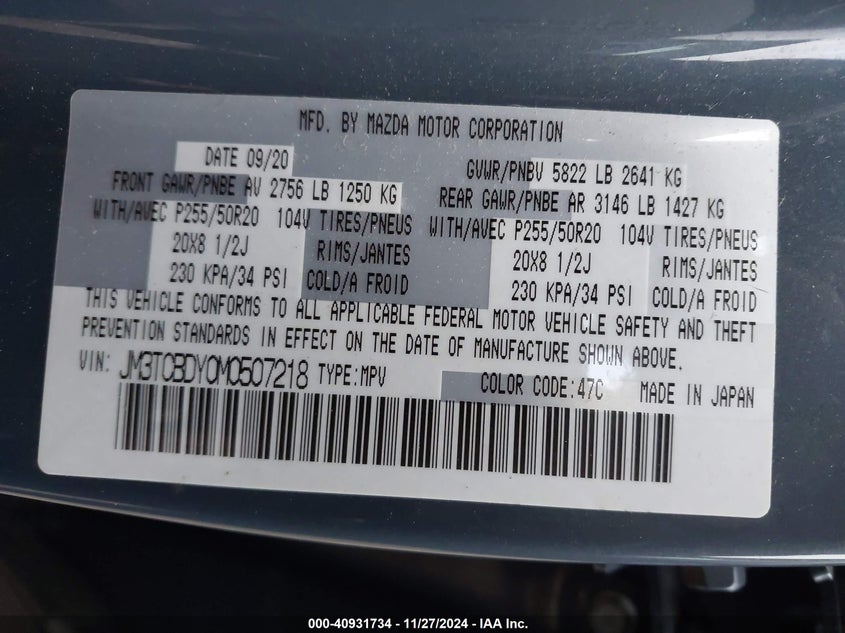 MFD. BY MAZDA MOTOR CORPORATION
DATE 09/20 GVWR/PNBV 5822 LB 2641 KG
FRONT GAWR/PNBE AV 2756 LB 1250 KG REAR GAWR/PNBE AR 3146 LB 1427 KG
WITH/AVEC P255/50R20 104V TIRES/PNEUS WITH/AVEC P255/50R20 104V TIRES/PNEUS
20X8 1/2J RIMS/JANTES 20X8 1/2J RIMS/JANTES
230 KPA/34 PSI COLD/A FROID 230 KPA/34 PSI COLD/A FROID
THIS VEHICLE CONFORMS TO ALL APPLICABLE FEDERAL MOTOR VEHICLE SAFETY AND THEFT
PREVENTION STANDARDS IN EFFECT ON THE DATE OF MANUFACTURE SHOWN ABOVE.
VIN: JM3TCBDY0M0507218 TYPE:MPV COLOR CODE:47C MADE IN JAPAN
000-40931734 - 11/27/2024 - IAA Inc.